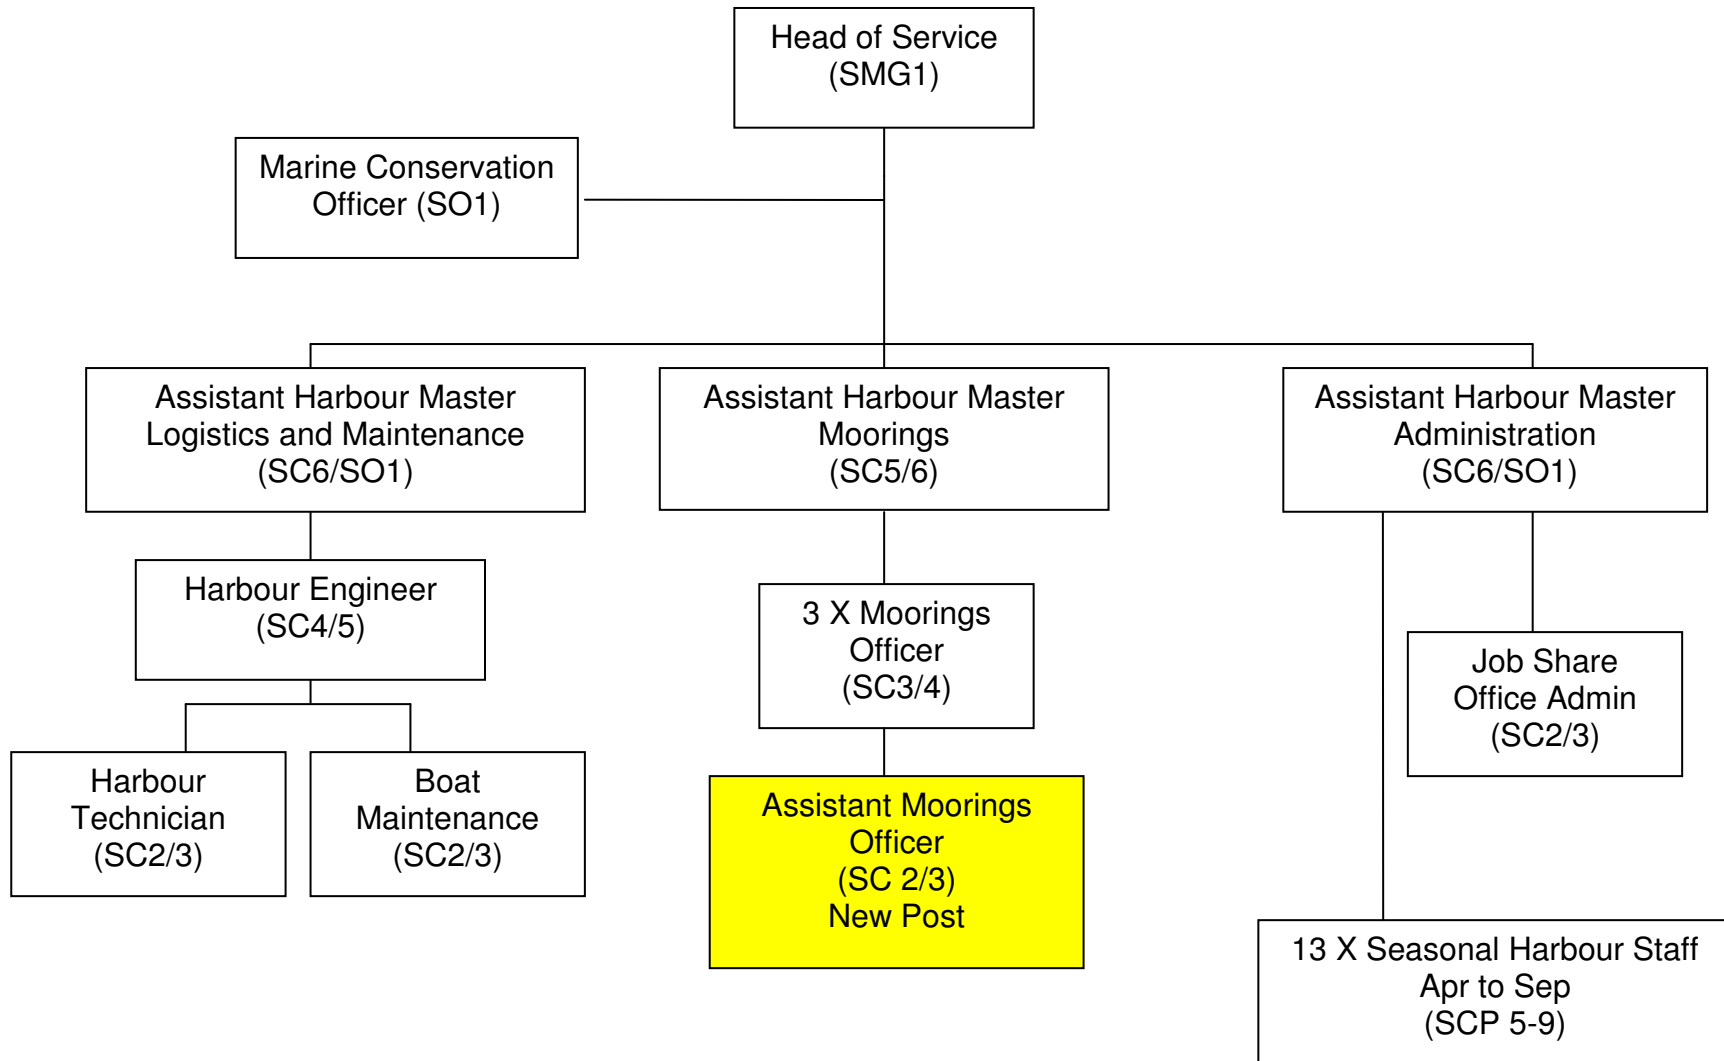 Head of Service
(SMG1)
Marine Conservation
Officer (SO1)
Assistant Harbour Master
Logistics and Maintenance
(SC6/SO1)
Assistant Harbour Master
Moorings
(SC5/6)
Assistant Harbour Master
Administration
(SC6/SO1)
Harbour Engineer
(SC4/5)
3 X Moorings
Officer
(SC3/4)
Job Share
Office Admin
(SC2/3)
Harbour
Technician
(SC2/3)
Boat
Maintenance
(SC2/3)
Assistant Moorings
Officer
(SC 2/3)
New Post
13 X Seasonal Harbour Staff
Apr to Sep
(SCP 5-9)